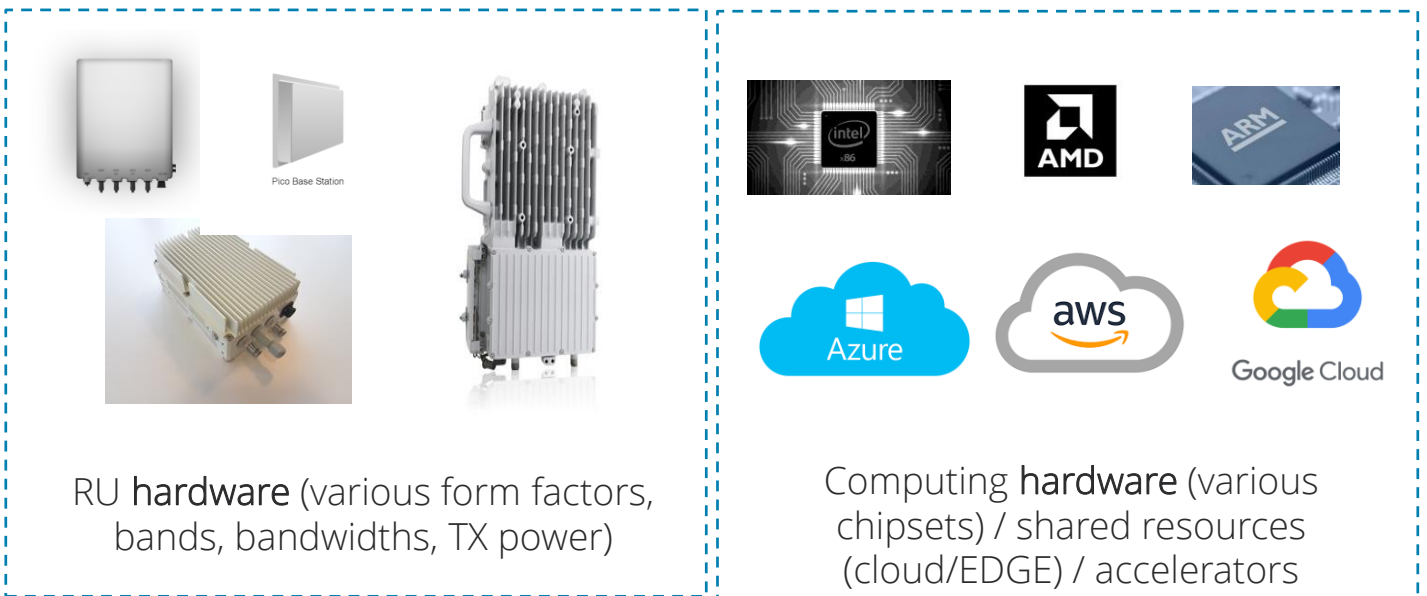 Pico Base Station
RU hardware (various form factors,
bands, bandwidths, TX power)
intel
x86
AMD
ARM
Azure
aws
Google Cloud
Computing hardware (various
chipsets) / shared resources
(cloud/EDGE) / accelerators